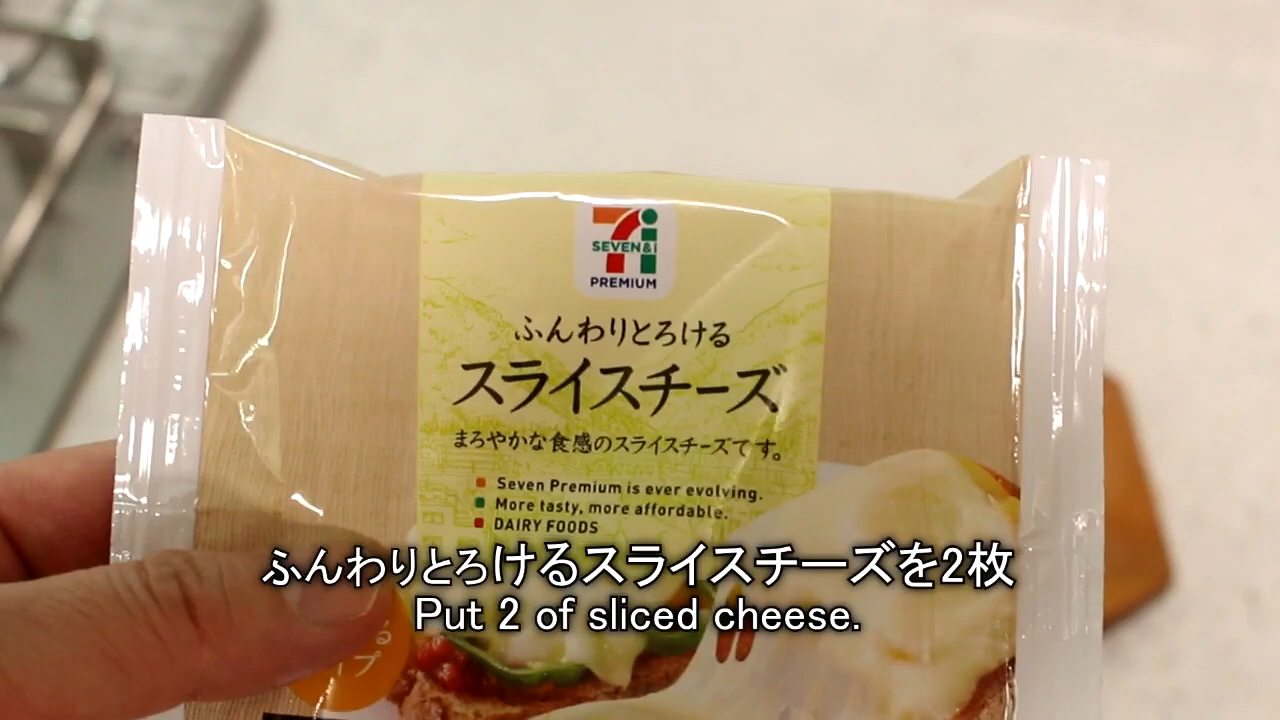 SEVEN&i
PREMIUM
ふんわりとろける
スライスチーズ
まろやかな食感のスライスチーズです。
Seven Premium is ever evolving.
More tasty, more affordable.
DAIRY FOODS
ふんわりとろけるスライスチーズを2枚
Put 2 of sliced cheese.